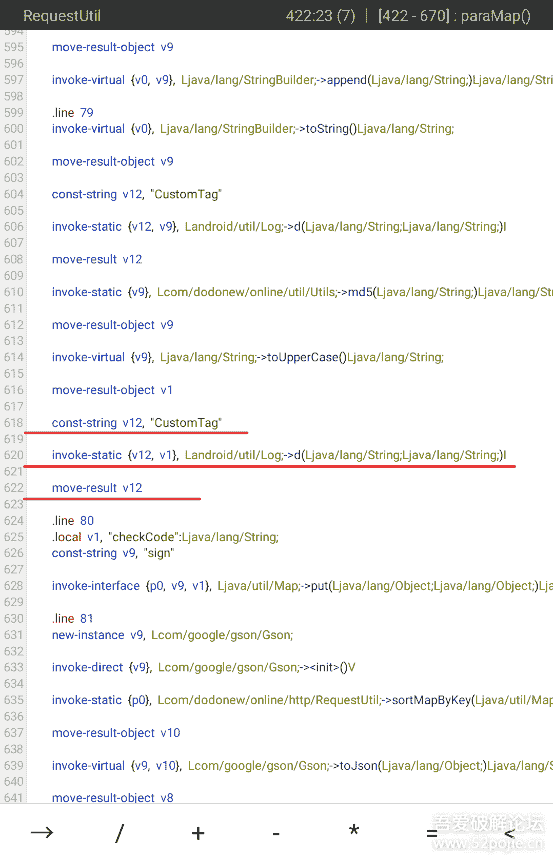 RequestUtil 422:23 (7) | [422 - 670] : paraMap()
594
595 move-result-object v9
596
597 invoke-virtual {v0, v9}, Ljava/lang/StringBuilder;->append(Ljava/lang/String;)Ljava/lang/Stri
598
599 .line 79
600 invoke-virtual {v0}, Ljava/lang/StringBuilder;->toString()Ljava/lang/String;
601
602 move-result-object v9
603
604 const-string v12, "CustomTag"
605
606 invoke-static {v12, v9}, Landroid/util/Log;->d(Ljava/lang/String;Ljava/lang/String;)I
607
608 move-result v12
609
610 invoke-static {v9}, Lcom/dodonew/online/util/Utils;->md5(Ljava/lang/String;)Ljava/lang/Str
611
612 move-result-object v9
613
614 invoke-virtual {v9}, Ljava/lang/String;->toUpperCase()Ljava/lang/String;
615
616 move-result-object v1
617
618 const-string v12, "CustomTag"
619
620 invoke-static {v12, v1}, Landroid/util/Log;->d(Ljava/lang/String;Ljava/lang/String;)I
621
622 move-result v12
623
624 .line 80
625 .local v1, "checkCode":Ljava/lang/String;
626 const-string v9, "sign"
627
628 invoke-interface {p0, v9, v1}, Ljava/util/Map;->put(Ljava/lang/Object;Ljava/lang/Object;)Lja
629
630 .line 81
631 new-instance v9, Lcom/google/gson/Gson;
632
633 invoke-direct {v9}, Lcom/google/gson/Gson;-><init>()V
634
635 invoke-static {p0}, Lcom/dodonew/online/http/RequestUtil;->sortMapByKey(Ljava/util/Map
636
637 move-result-object v10
638
639 invoke-virtual {v9, v10}, Lcom/google/gson/Gson;->toJson(Ljava/lang/Object;)Ljava/lang/S
640
641 move-result-object v8
→ / + - * = <
吾爱破解论坛
www.52pojie.cn